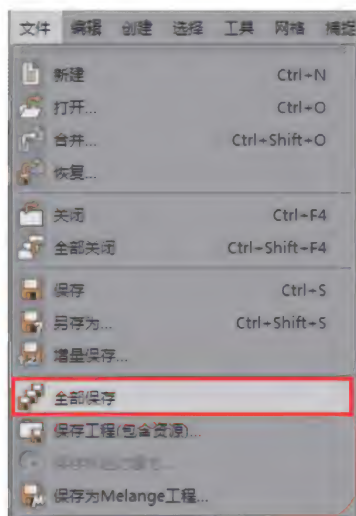 文件 编辑 创建 选择 工具 网格 捕捉
新建 Ctrl+N
打开... Ctrl+O
合并... Ctrl+Shift+O
恢复...
关闭 Ctrl+F4
全部关闭 Ctrl+Shift+F4
保存 Ctrl+S
另存为... Ctrl+Shift+S
增量保存...
全部保存
保存工程(包含资源)...
保存为Melange工程...